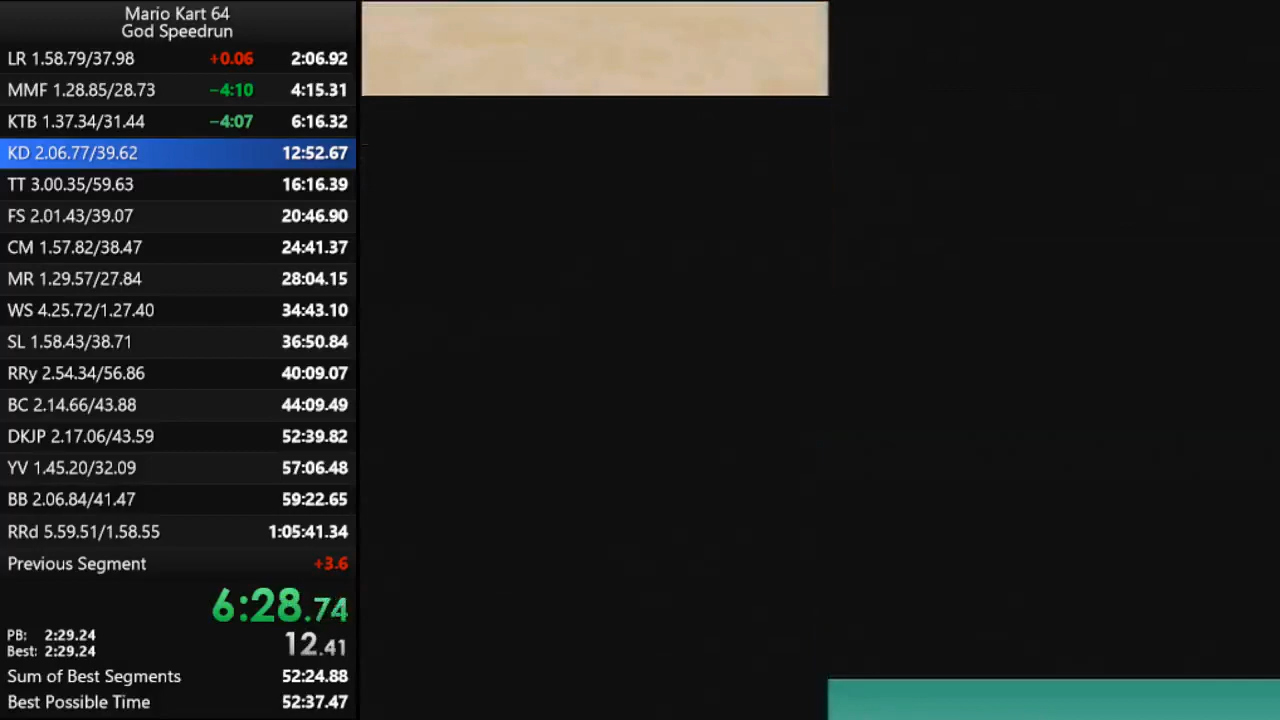 Mario Kart 64
God Speedrun
LR 1.58.79/37.98 +0.06 2:06.92
MMF 1.28.85/28.73 −4:10 4:15.31
KTB 1.37.34/31.44 −4:07 6:16.32
KD 2.06.77/39.62 12:52.67
TT 3.00.35/59.63 16:16.39
FS 2.01.43/39.07 20:46.90
CM 1.57.82/38.47 24:41.37
MR 1.29.57/27.84 28:04.15
WS 4.25.72/1.27.40 34:43.10
SL 1.58.43/38.71 36:50.84
RRy 2.54.34/56.86 40:09.07
BC 2.14.66/43.88 44:09.49
DKJP 2.17.06/43.59 52:39.82
YV 1.45.20/32.09 57:06.48
BB 2.06.84/41.47 59:22.65
RRd 5.59.51/1.58.55 1:05:41.34
Previous Segment +3.6
6:28.74
PB: 2:29.24
Best: 2:29.24
12.41
Sum of Best Segments 52:24.88
Best Possible Time 52:37.47